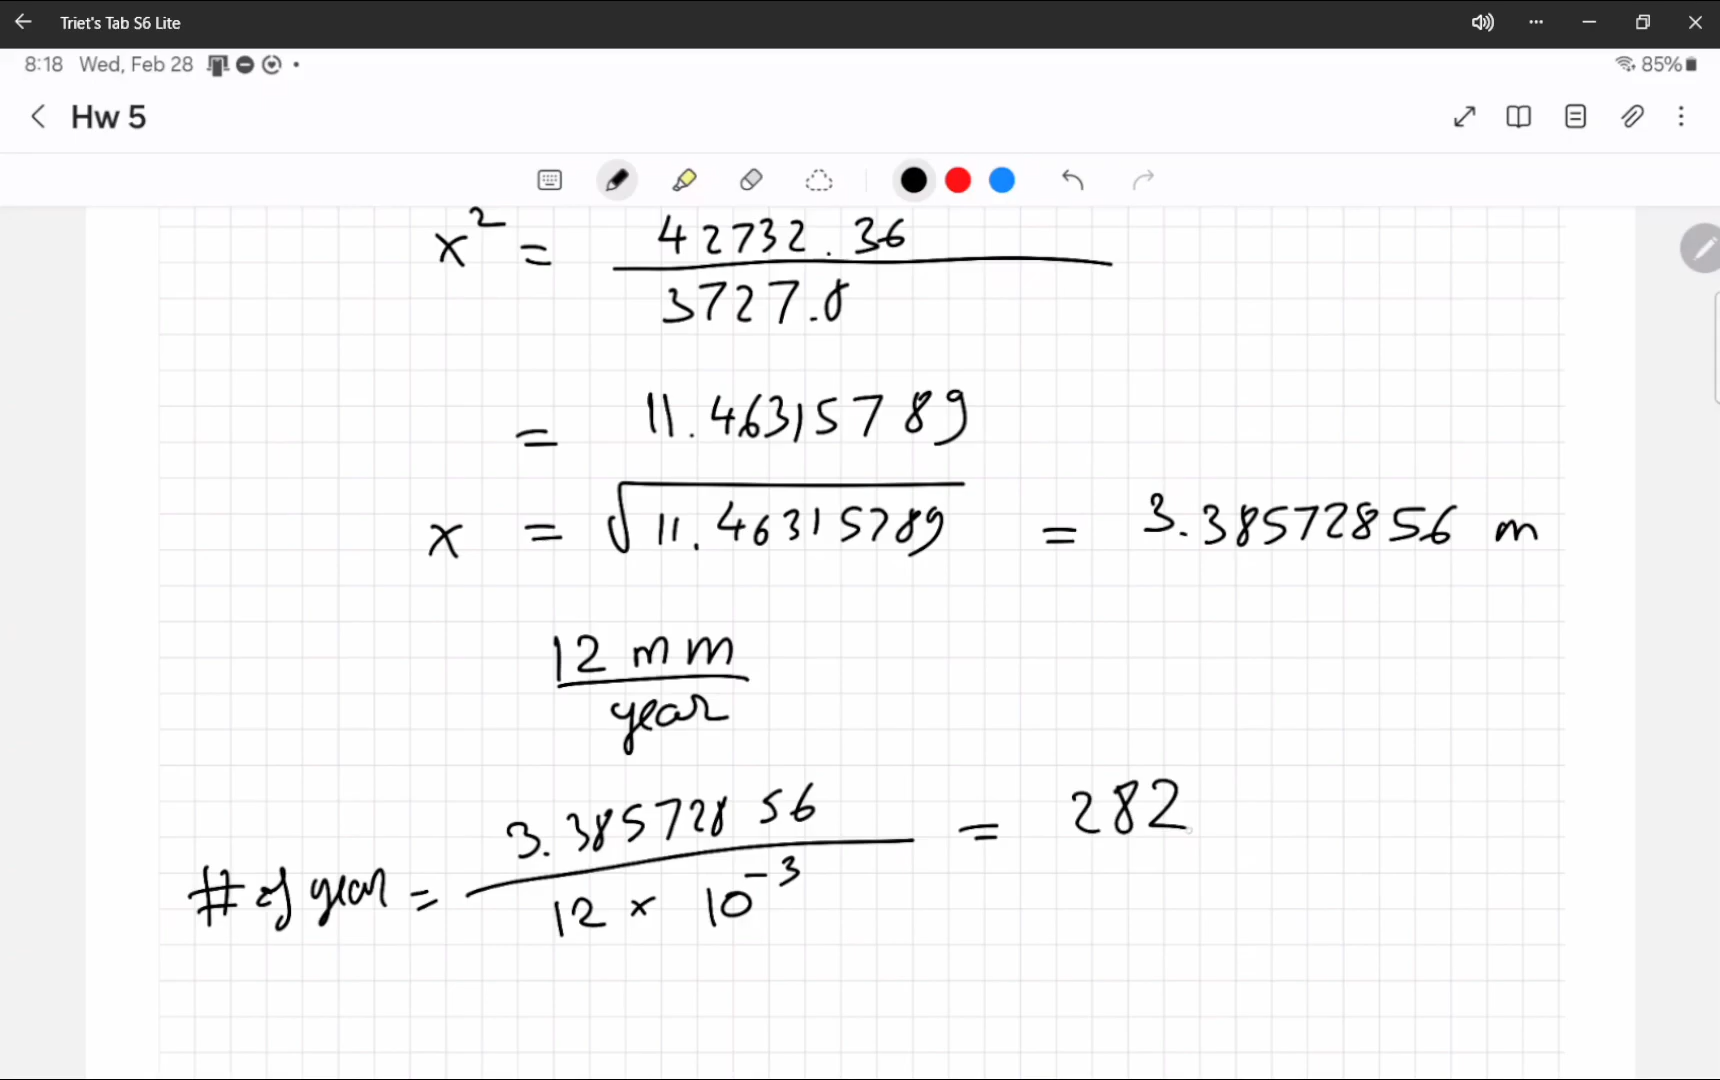 Triet's Tab S6 Lite
8:18 Wed, Feb 28 85%
Hw 5
x² = 42732.36
3727.8
= 11.46315789
x = √11.46315789 = 3.38572856 m
12 mm
year
3.38572856 = 282
# of year =
12 x 10⁻³